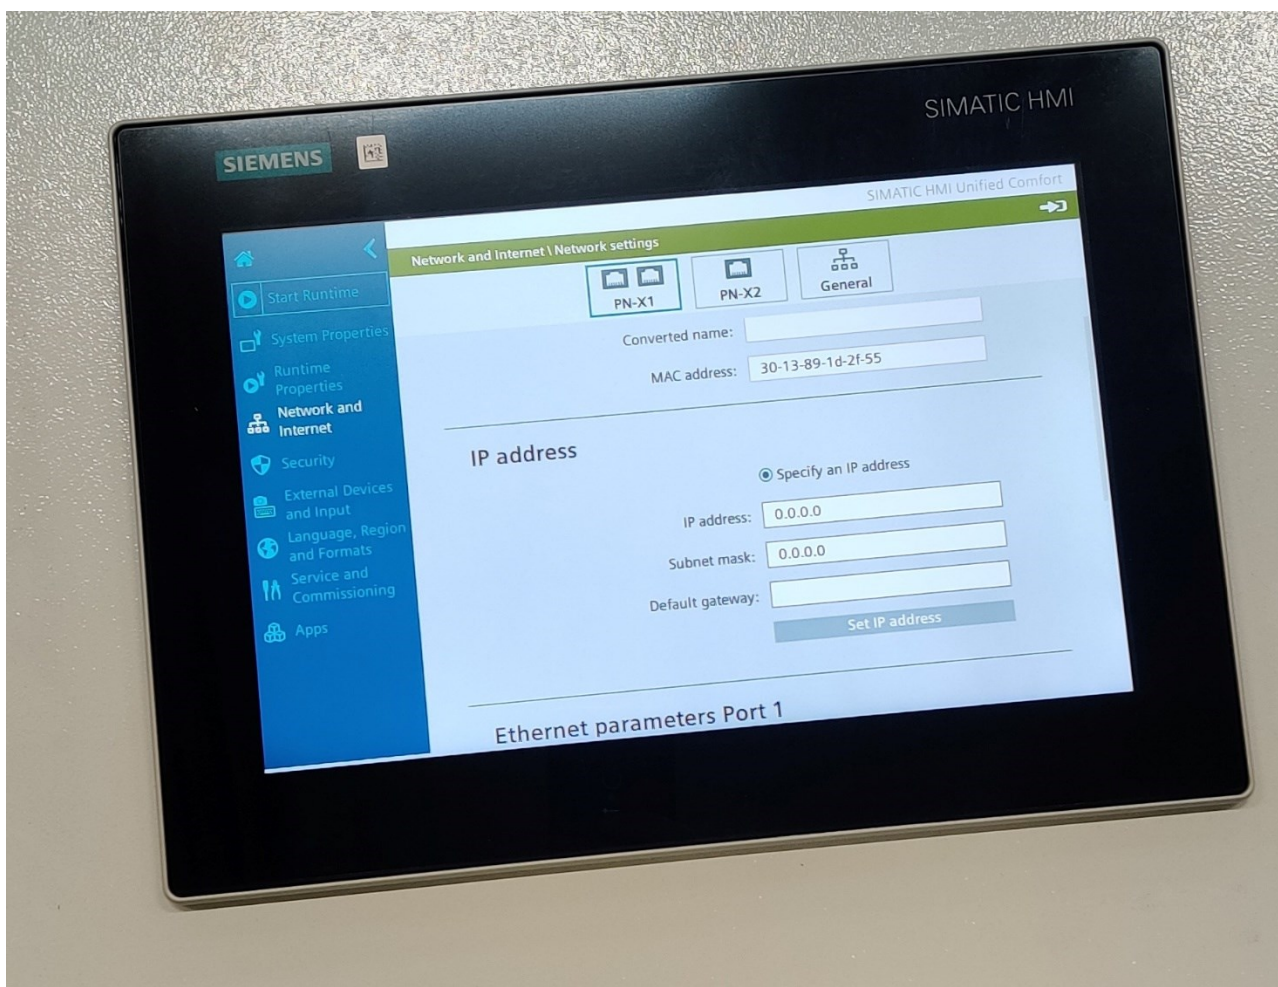 SIMATIC HMI
SIEMENS
SIMATIC HMI Unified Comfort
Network and Internet \ Network settings
Start Runtime
System Properties
Runtime
Properties
Network and
Internet
Security
External Devices
and Input
Language, Region
and Formats
Service and
Commissioning
Apps
PN-X1
PN-X2
General
Converted name:
MAC address: 30-13-89-1d-2f-55
IP address
Specify an IP address
IP address: 0.0.0.0
Subnet mask: 0.0.0.0
Default gateway:
Set IP address
Ethernet parameters Port 1